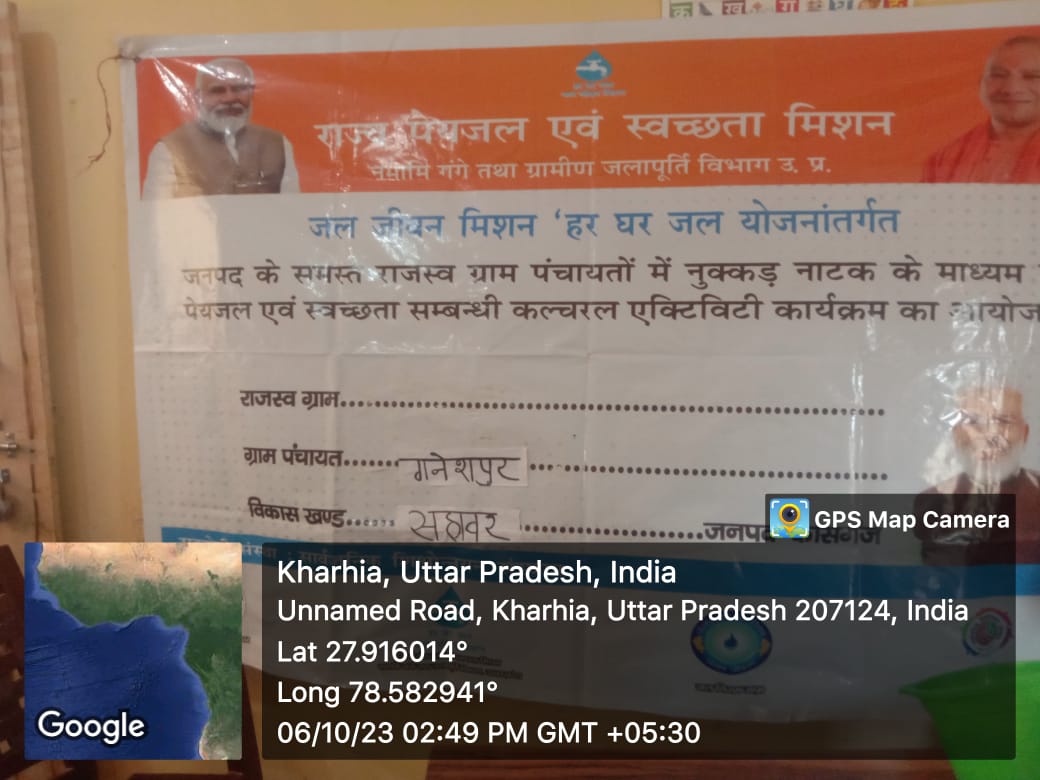 क ख ग घ
राज्य पेयजल एवं स्वच्छता मिशन
नमामि गंगे तथा ग्रामीण जलापूर्ति विभाग उ. प्र.
जल जीवन मिशन 'हर घर जल योजनांतर्गत
जनपद के समस्त राजस्व ग्राम पंचायतों में नुक्कड़ नाटक के माध्यम
पेयजल एवं स्वच्छता सम्बन्धी कल्चरल एक्टिविटी कार्यक्रम का आयोज
राजस्व ग्राम
ग्राम पंचायत....... गनेशपुर
विकास खण्ड...... सहावर ..........जनपद कासगंज
GPS Map Camera
Kharhia, Uttar Pradesh, India
Unnamed Road, Kharhia, Uttar Pradesh 207124, India
Lat 27.916014°
Long 78.582941°
06/10/23 02:49 PM GMT +05:30
Google